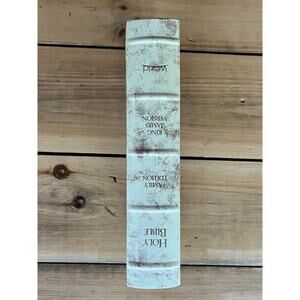 HOLY
BIBLE
FAMILY
EDITION
KING
JAMES
VERSION
World